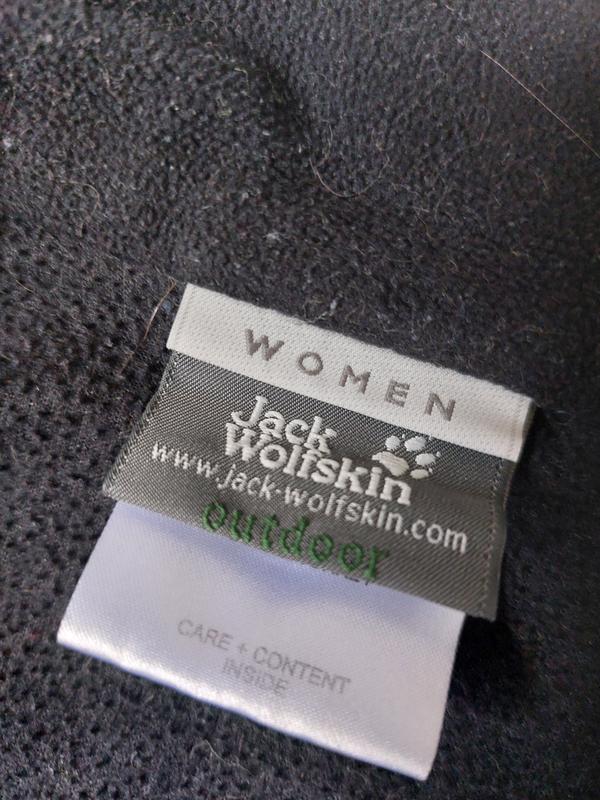 WOMEN
Jack
Wolfskin
www.jack-wolfskin.com
outdoor
CARE + CONTENT
INSIDE